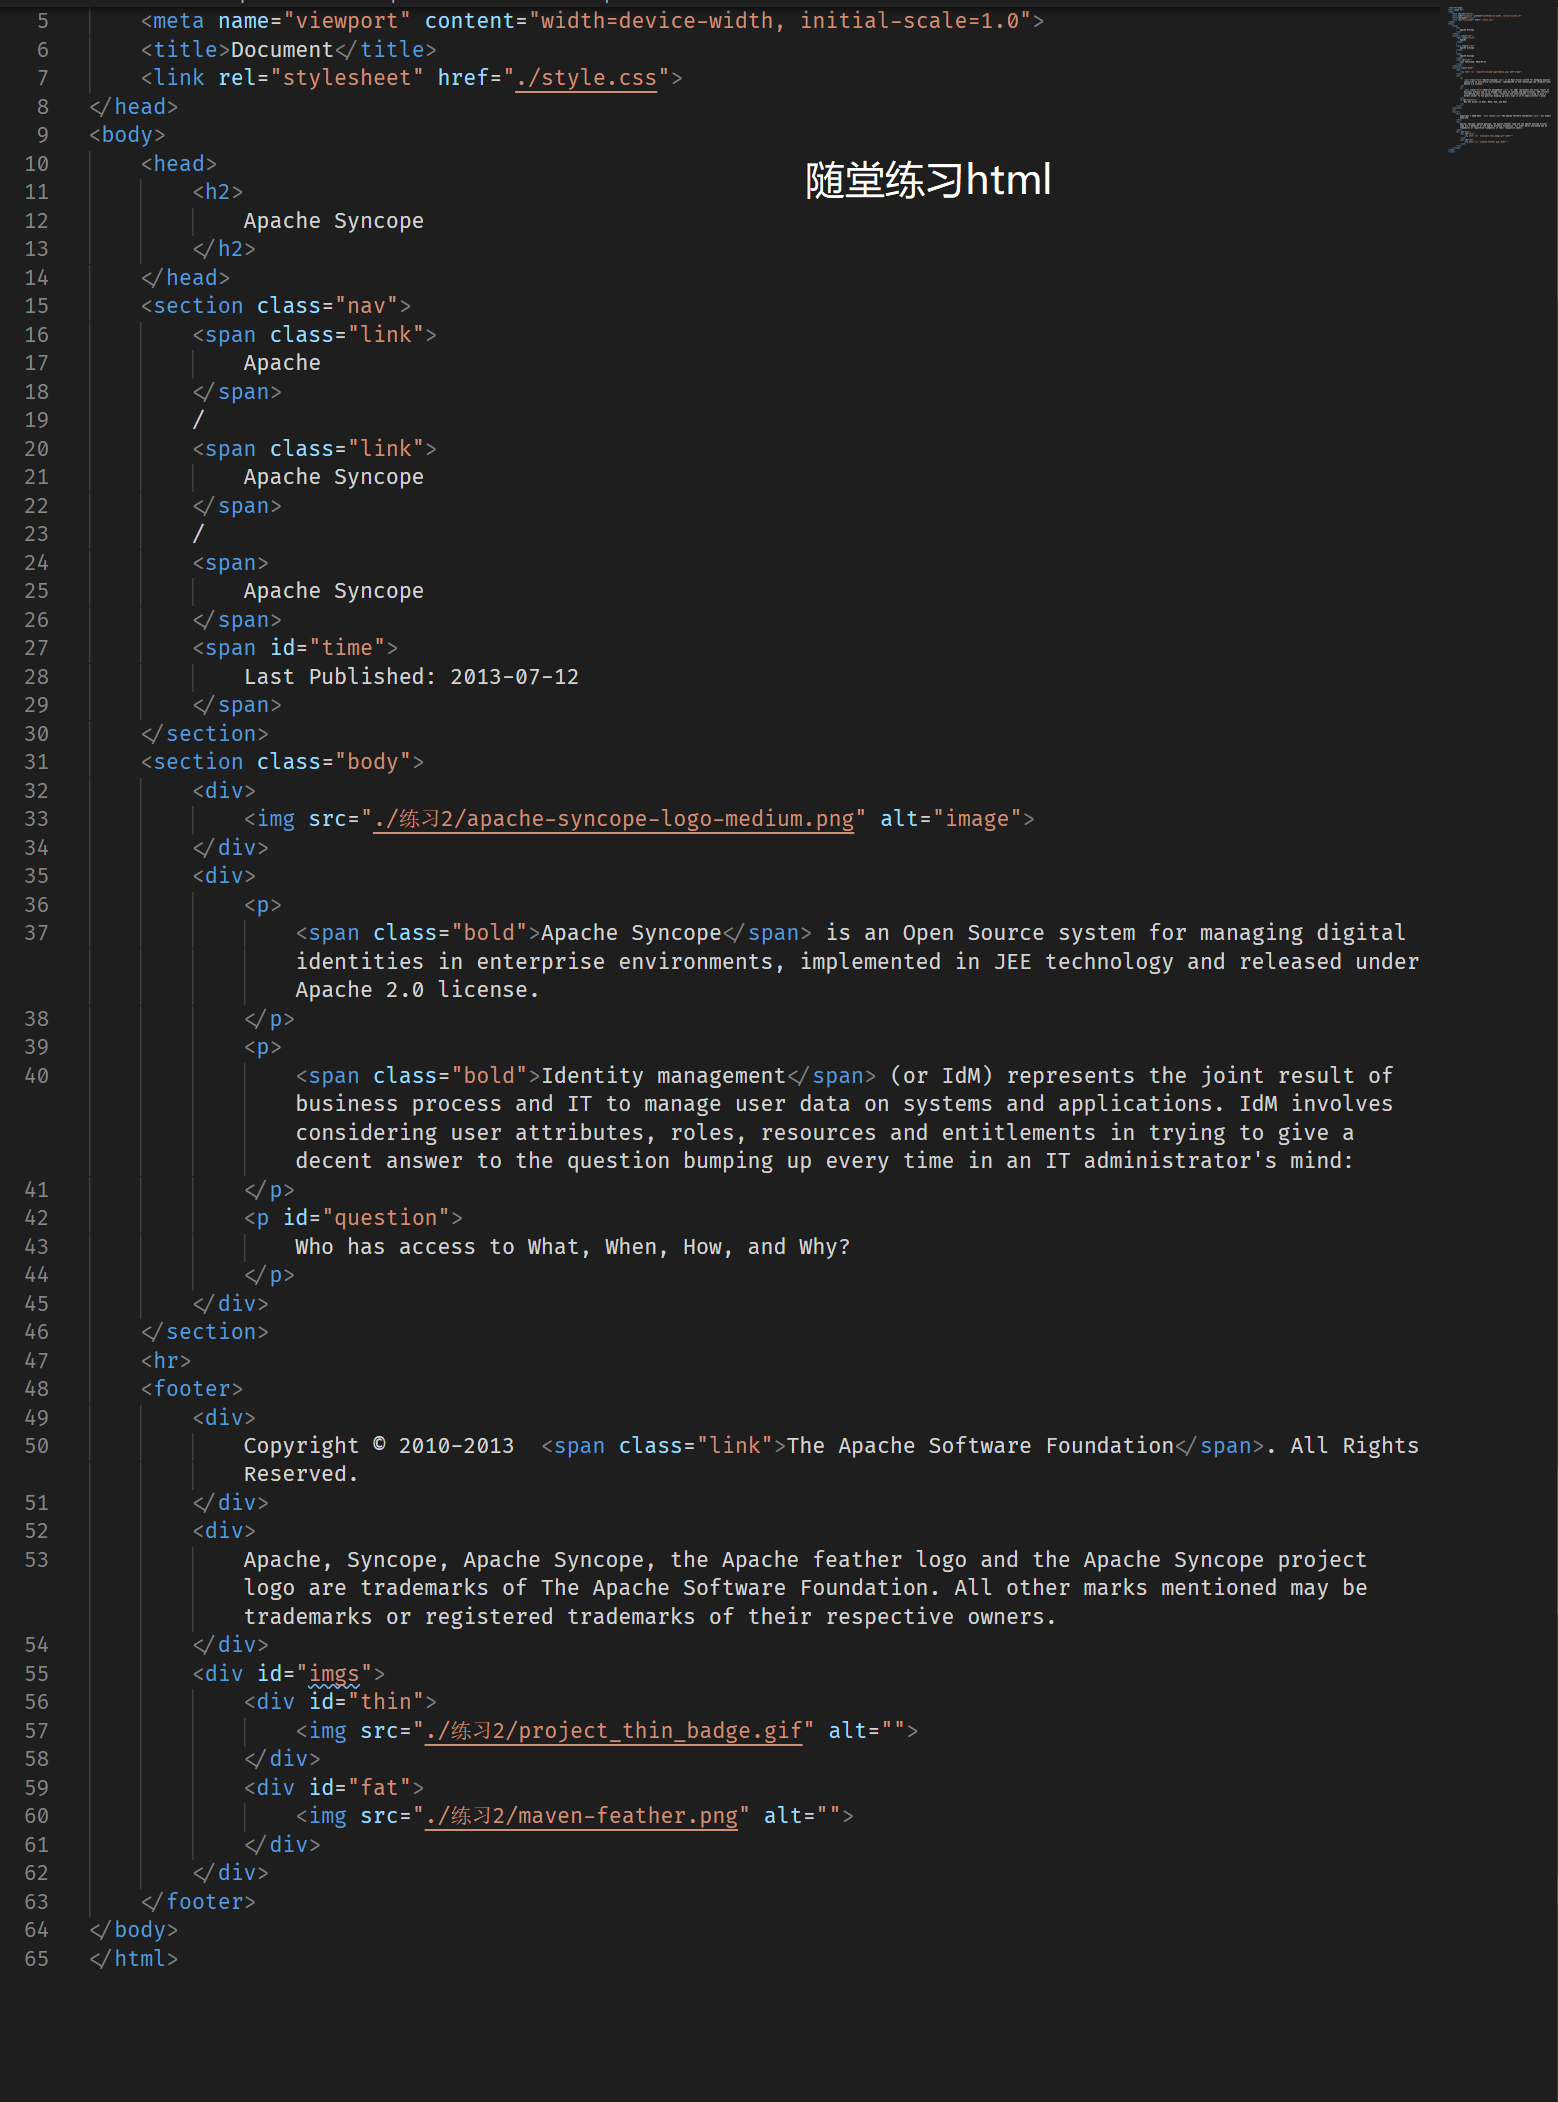 5 <meta name="viewport" content="width=device-width, initial-scale=1.0">
6 <title>Document</title>
7 <link rel="stylesheet" href="./style.css">
8 </head>
9 <body>
10 <head>
随堂练习html
11 <h2>
12 Apache Syncope
13 </h2>
14 </head>
15 <section class="nav">
16 <span class="link">
17 Apache
18 </span>
19 /
20 <span class="link">
21 Apache Syncope
22 </span>
23 /
24 <span>
25 Apache Syncope
26 </span>
27 <span id="time">
28 Last Published: 2013-07-12
29 </span>
30 </section>
31 <section class="body">
32 <div>
33 <img src="./练习2/apache-syncope-logo-medium.png" alt="image">
34 </div>
35 <div>
36 <p>
37 <span class="bold">Apache Syncope</span> is an Open Source system for managing digital
identities in enterprise environments, implemented in JEE technology and released under
Apache 2.0 license.
38 </p>
39 <p>
40 <span class="bold">Identity management</span> (or IdM) represents the joint result of
business process and IT to manage user data on systems and applications. IdM involves
considering user attributes, roles, resources and entitlements in trying to give a
decent answer to the question bumping up every time in an IT administrator's mind:
41 </p>
42 <p id="question">
43 Who has access to What, When, How, and Why?
44 </p>
45 </div>
46 </section>
47 <hr>
48 <footer>
49 <div>
50 Copyright © 2010-2013  <span class="link">The Apache Software Foundation</span>. All Rights
Reserved.
51 </div>
52 <div>
53 Apache, Syncope, Apache Syncope, the Apache feather logo and the Apache Syncope project
logo are trademarks of The Apache Software Foundation. All other marks mentioned may be
trademarks or registered trademarks of their respective owners.
54 </div>
55 <div id="imgs">
56 <div id="thin">
57 <img src="./练习2/project_thin_badge.gif" alt="">
58 </div>
59 <div id="fat">
60 <img src="./练习2/maven-feather.png" alt="">
61 </div>
62 </div>
63 </footer>
64 </body>
65 </html>